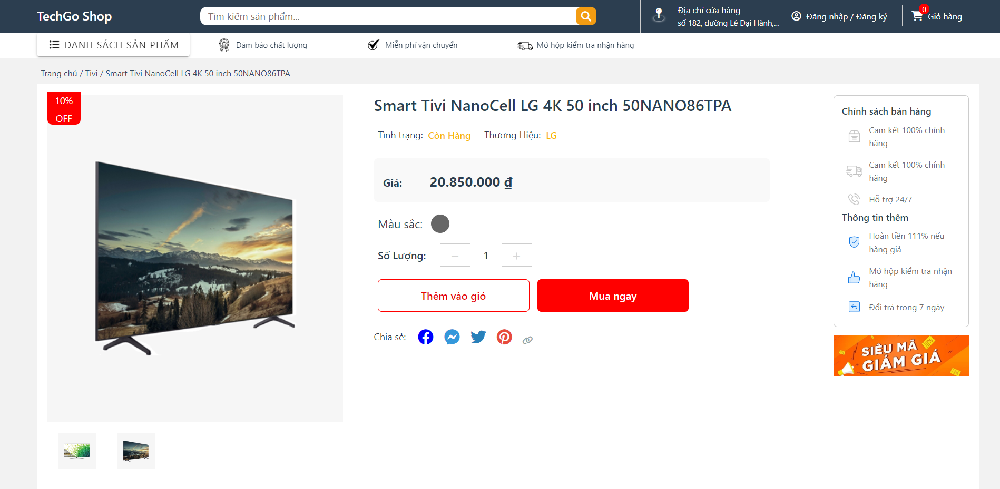 TechGo Shop
Tìm kiếm sản phẩm...
Địa chỉ cửa hàng
số 182, đường Lê Đại Hành,...
Đăng nhập / Đăng ký
0
Giỏ hàng
DANH SÁCH SẢN PHẨM
Đảm bảo chất lượng
Miễn phí vận chuyển
Mở hộp kiểm tra nhận hàng
Trang chủ / Tivi / Smart Tivi NanoCell LG 4K 50 inch 50NANO86TPA
10%
OFF
Smart Tivi NanoCell LG 4K 50 inch 50NANO86TPA
Tình trạng: Còn Hàng Thương Hiệu: LG
Giá: 20.850.000 ₫
Màu sắc:
Số Lượng: − 1 +
Thêm vào giỏ
Mua ngay
Chia sẻ:
Chính sách bán hàng
Cam kết 100% chính
hãng
Cam kết 100% chính
hãng
Hỗ trợ 24/7
Thông tin thêm
Hoàn tiền 111% nếu
hàng giả
Mở hộp kiểm tra nhận
hàng
Đổi trả trong 7 ngày
SIÊU MÃ
GIẢM GIÁ